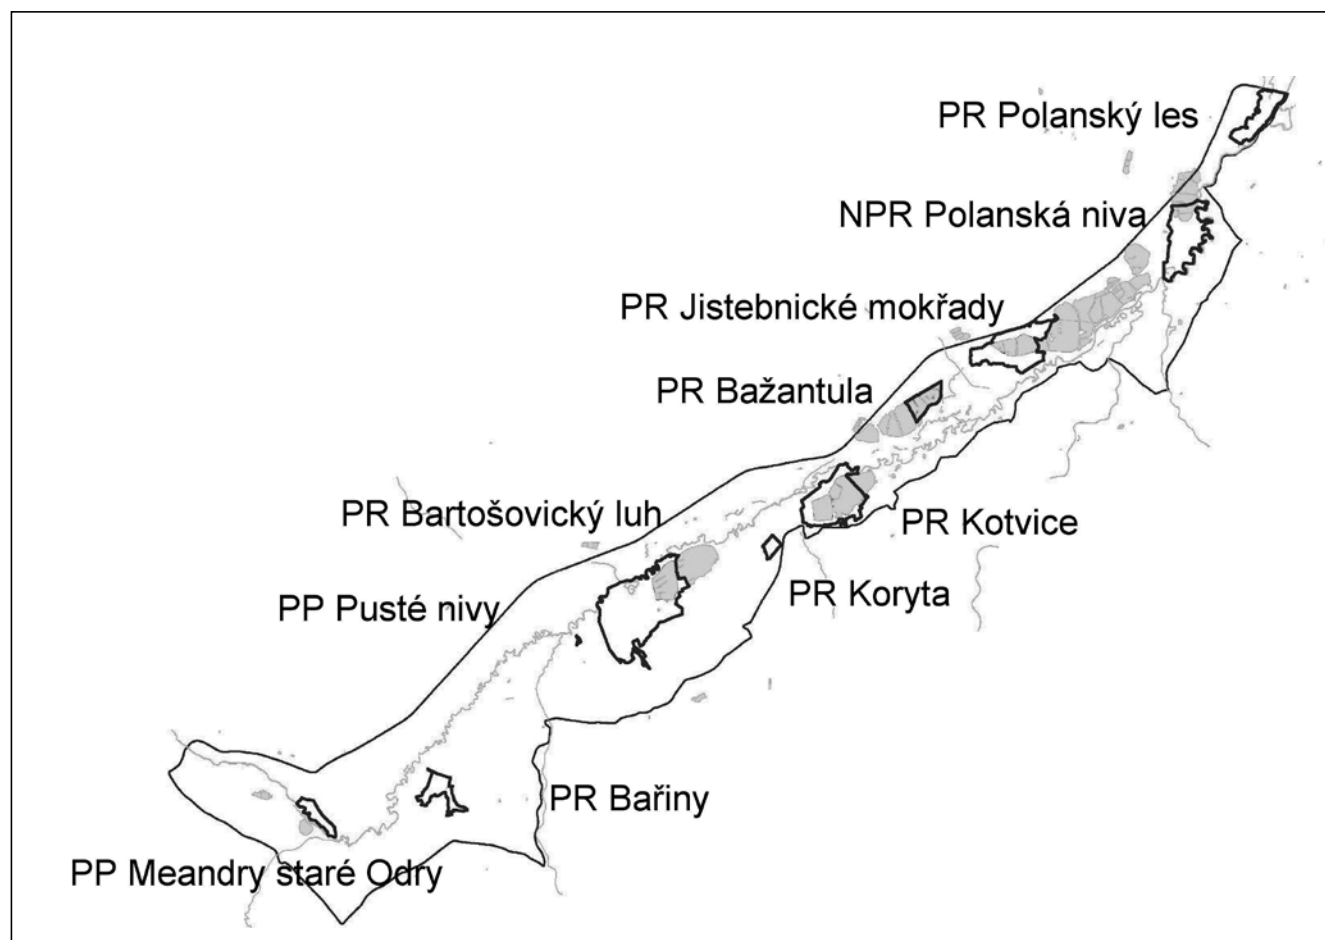 PR Polanský les
NPR Polanská niva
PR Jistebnické mokřady
PR Bažantula
PR Bartošovický luh
PR Kotvice
PR Koryta
PP Pusté nivy
PR Bařiny
PP Meandry staré Odry